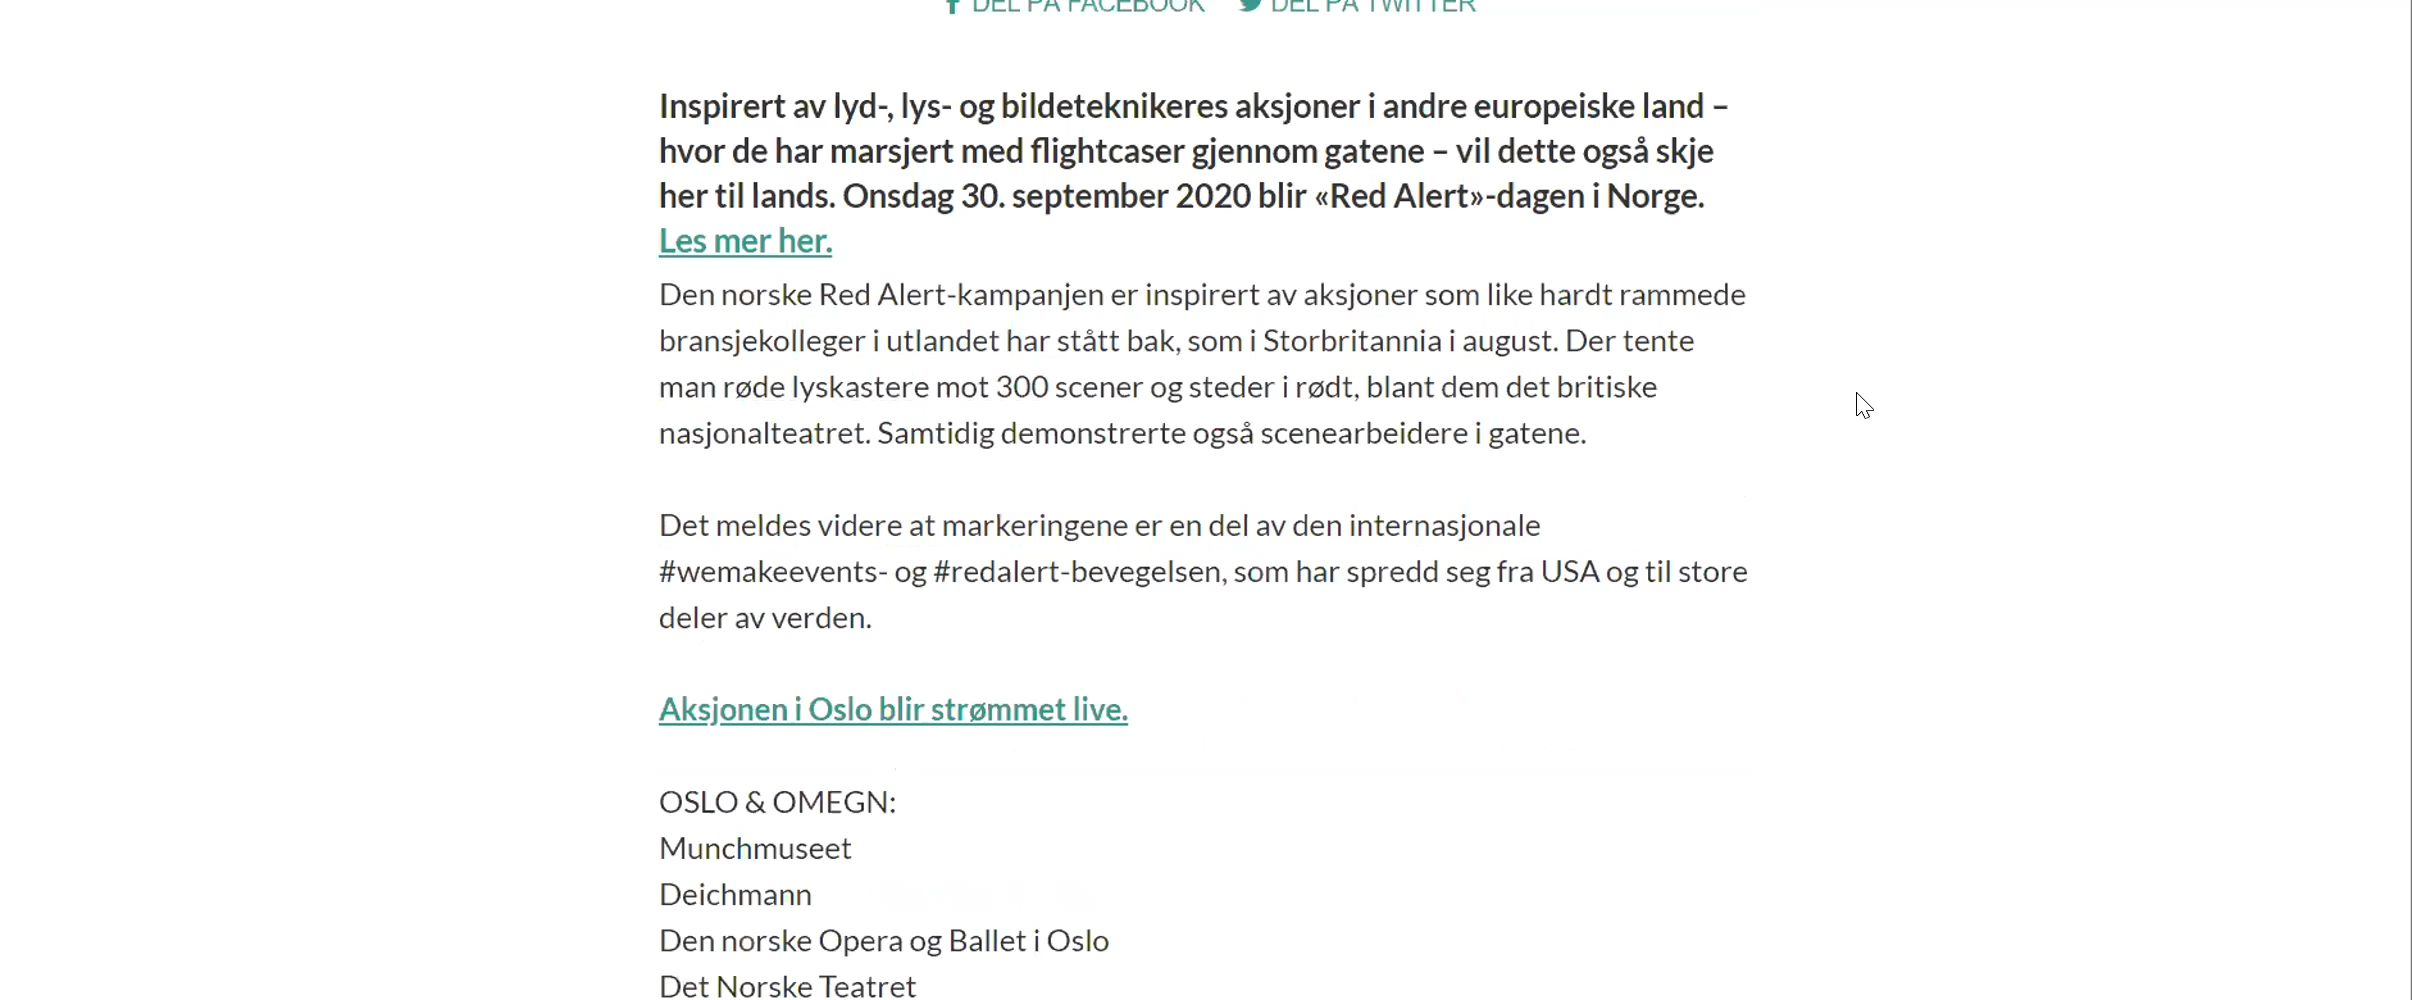 DEL PÅ FACEBOOK DEL PÅ TWITTER
Inspirert av lyd-, lys- og bildeteknikeres aksjoner i andre europeiske land –
hvor de har marsjert med flightcaser gjennom gatene – vil dette også skje
her til lands. Onsdag 30. september 2020 blir «Red Alert»-dagen i Norge.
Les mer her.
Den norske Red Alert-kampanjen er inspirert av aksjoner som like hardt rammede
bransjekolleger i utlandet har stått bak, som i Storbritannia i august. Der tente
man røde lyskastere mot 300 scener og steder i rødt, blant dem det britiske
nasjonalteatret. Samtidig demonstrerte også scenearbeidere i gatene.
Det meldes videre at markeringene er en del av den internasjonale
#wemakeevents- og #redalert-bevegelsen, som har spredd seg fra USA og til store
deler av verden.
Aksjonen i Oslo blir strømmet live.
OSLO & OMEGN:
Munchmuseet
Deichmann
Den norske Opera og Ballet i Oslo
Det Norske Teatret